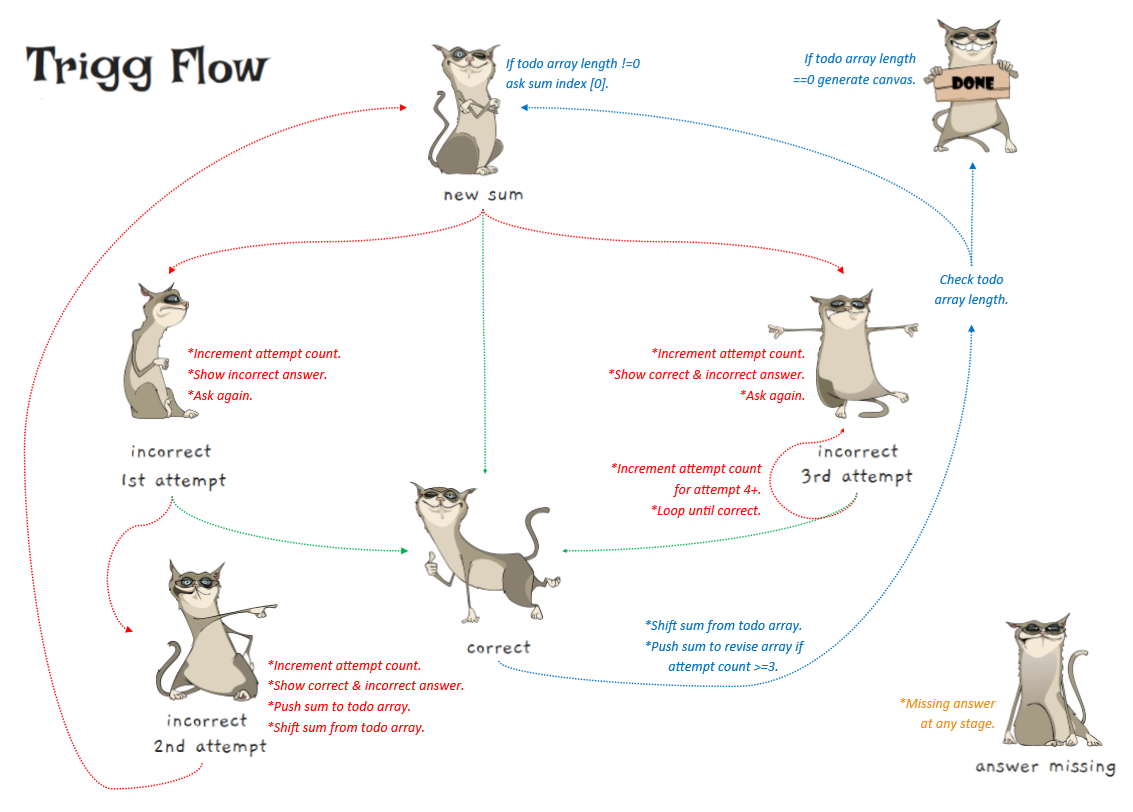 Trigg Flow
If todo array length !=0
ask sum index [0].
new sum
If todo array length
==0 generate canvas.
DONE
Check todo
array length.
*Increment attempt count.
*Show incorrect answer.
*Ask again.
incorrect
1st attempt
*Increment attempt count.
*Show correct & incorrect answer.
*Ask again.
incorrect
3rd attempt
*Increment attempt count
for attempt 4+.
*Loop until correct.
correct
*Shift sum from todo array.
*Push sum to revise array if
attempt count >=3.
*Increment attempt count.
*Show correct & incorrect answer.
*Push sum to todo array.
*Shift sum from todo array.
incorrect
2nd attempt
*Missing answer
at any stage.
answer missing